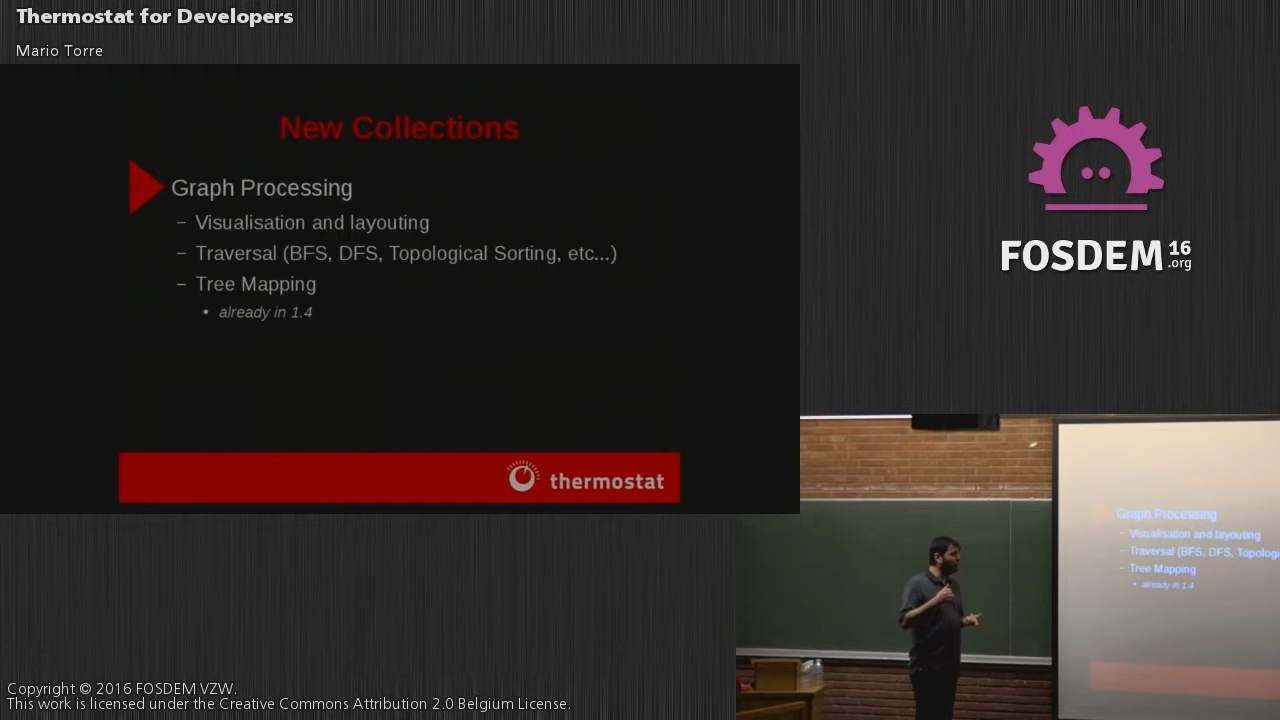 Thermostat for Developers
Mario Torre
New Collections
Graph Processing
– Visualisation and layouting
– Traversal (BFS, DFS, Topological Sorting, etc...)
– Tree Mapping
• already in 1.4
thermostat
FOSDEM 16
.org
Graph Processing
– Visualisation and layouting
– Traversal (BFS, DFS, Topologi
– Tree Mapping
• already in 1.4
Copyright © 2016 FOSDEM VZW.
This work is licensed under the Creative Commons Attribution 2.0 Belgium License.